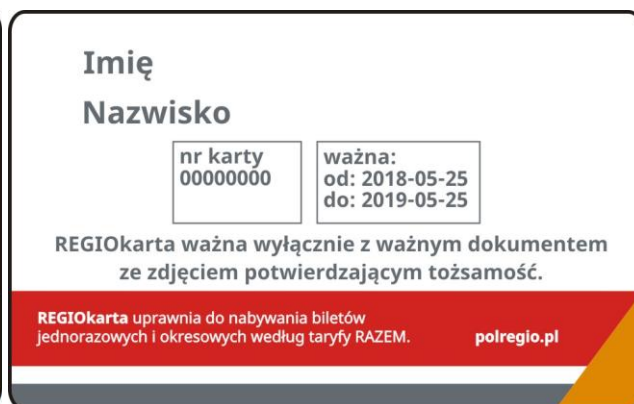 Imię
Nazwisko
nr karty
00000000
ważna:
od: 2018-05-25
do: 2019-05-25
REGIOkarta ważna wyłącznie z ważnym dokumentem
ze zdjęciem potwierdzającym tożsamość.
REGIOkarta uprawnia do nabywania biletów
jednorazowych i okresowych według taryfy RAZEM.
polregio.pl